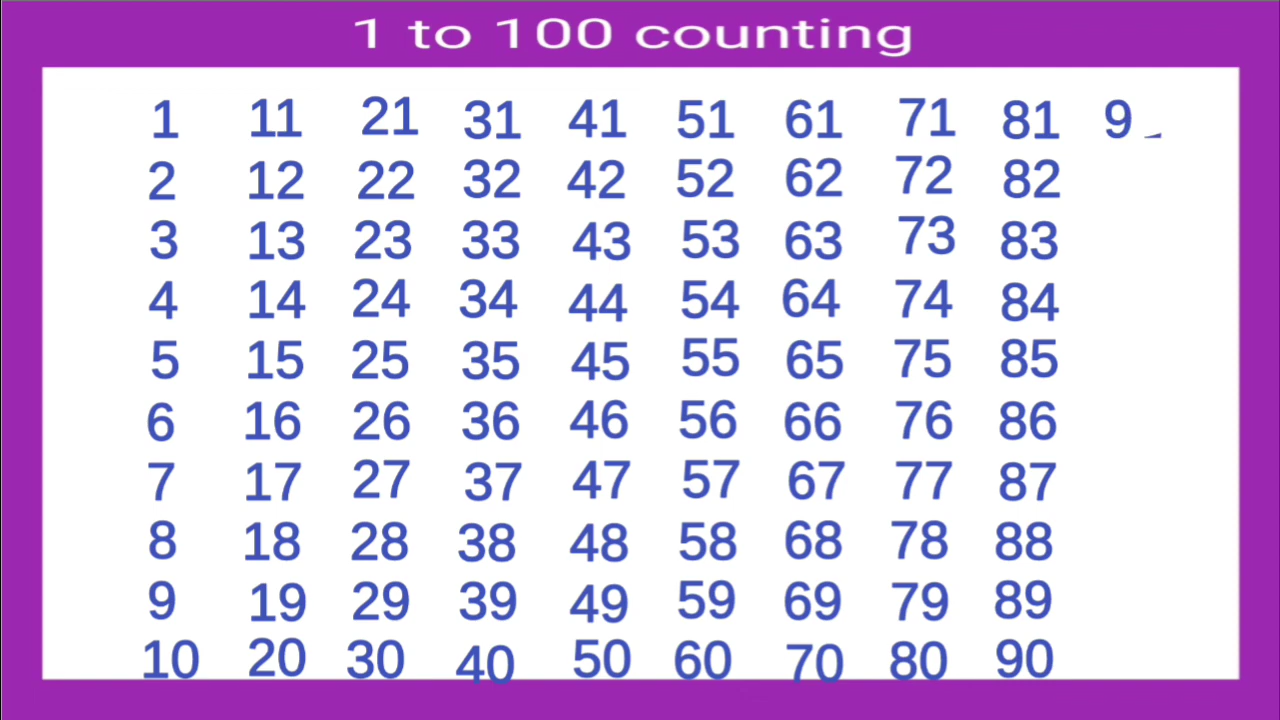 1 to 100 counting
1 11 21 31 41 51 61 71 81 9
2 12 22 32 42 52 62 72 82
3 13 23 33 43 53 63 73 83
4 14 24 34 44 54 64 74 84
5 15 25 35 45 55 65 75 85
6 16 26 36 46 56 66 76 86
7 17 27 37 47 57 67 77 87
8 18 28 38 48 58 68 78 88
9 19 29 39 49 59 69 79 89
10 20 30 40 50 60 70 80 90